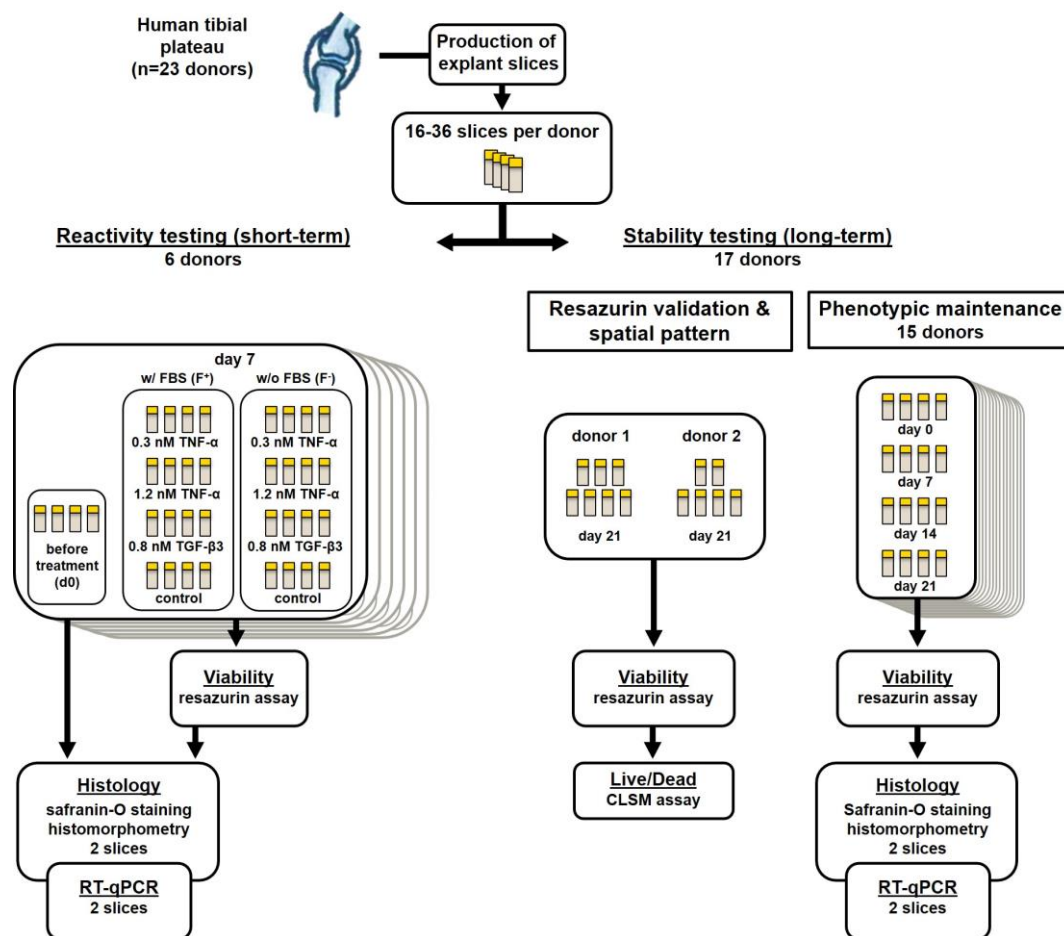 Human tibial
plateau
(n=23 donors)
Production of
explant slices
16-36 slices per donor
Reactivity testing (short-term)
6 donors
Stability testing (long-term)
17 donors
Resazurin validation &
spatial pattern
Phenotypic maintenance
15 donors
day 7
w/ FBS (F⁺)
w/o FBS (F⁻)
0.3 nM TNF-α
0.3 nM TNF-α
1.2 nM TNF-α
1.2 nM TNF-α
0.8 nM TGF-β3
0.8 nM TGF-β3
control
control
before
treatment
(d0)
donor 1
donor 2
day 21
day 21
day 0
day 7
day 14
day 21
Viability
resazurin assay
Viability
resazurin assay
Viability
resazurin assay
Histology
safranin-O staining
histomorphometry
2 slices
RT-qPCR
2 slices
Live/Dead
CLSM assay
Histology
Safranin-O staining
histomorphometry
2 slices
RT-qPCR
2 slices